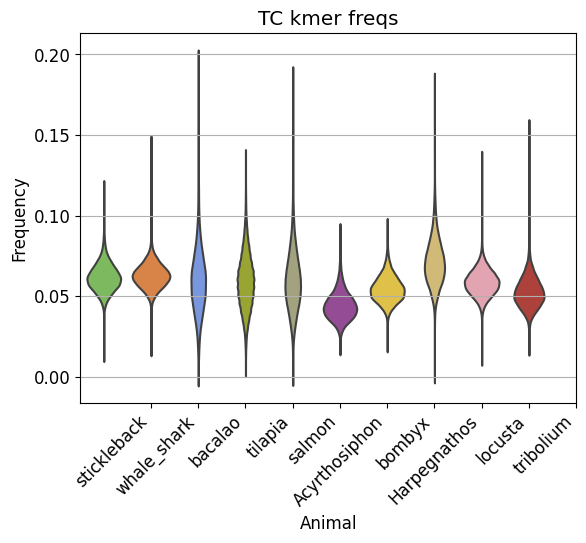 TC kmer freqs
Frequency
0.20
0.15
0.10
0.05
0.00
stickleback
whale_shark
bacalao
tilapia
salmon
Acyrthosiphon
bombyx
Harpegnathos
locusta
tribolium
Animal